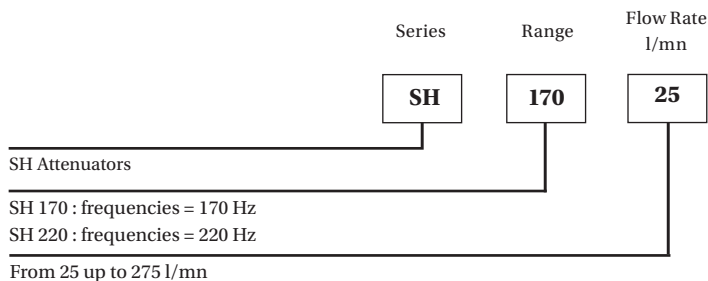 Series Range Flow Rate
l/mn
SH 170 25
SH Attenuators
SH 170 : frequencies = 170 Hz
SH 220 : frequencies = 220 Hz
From 25 up to 275 l/mn